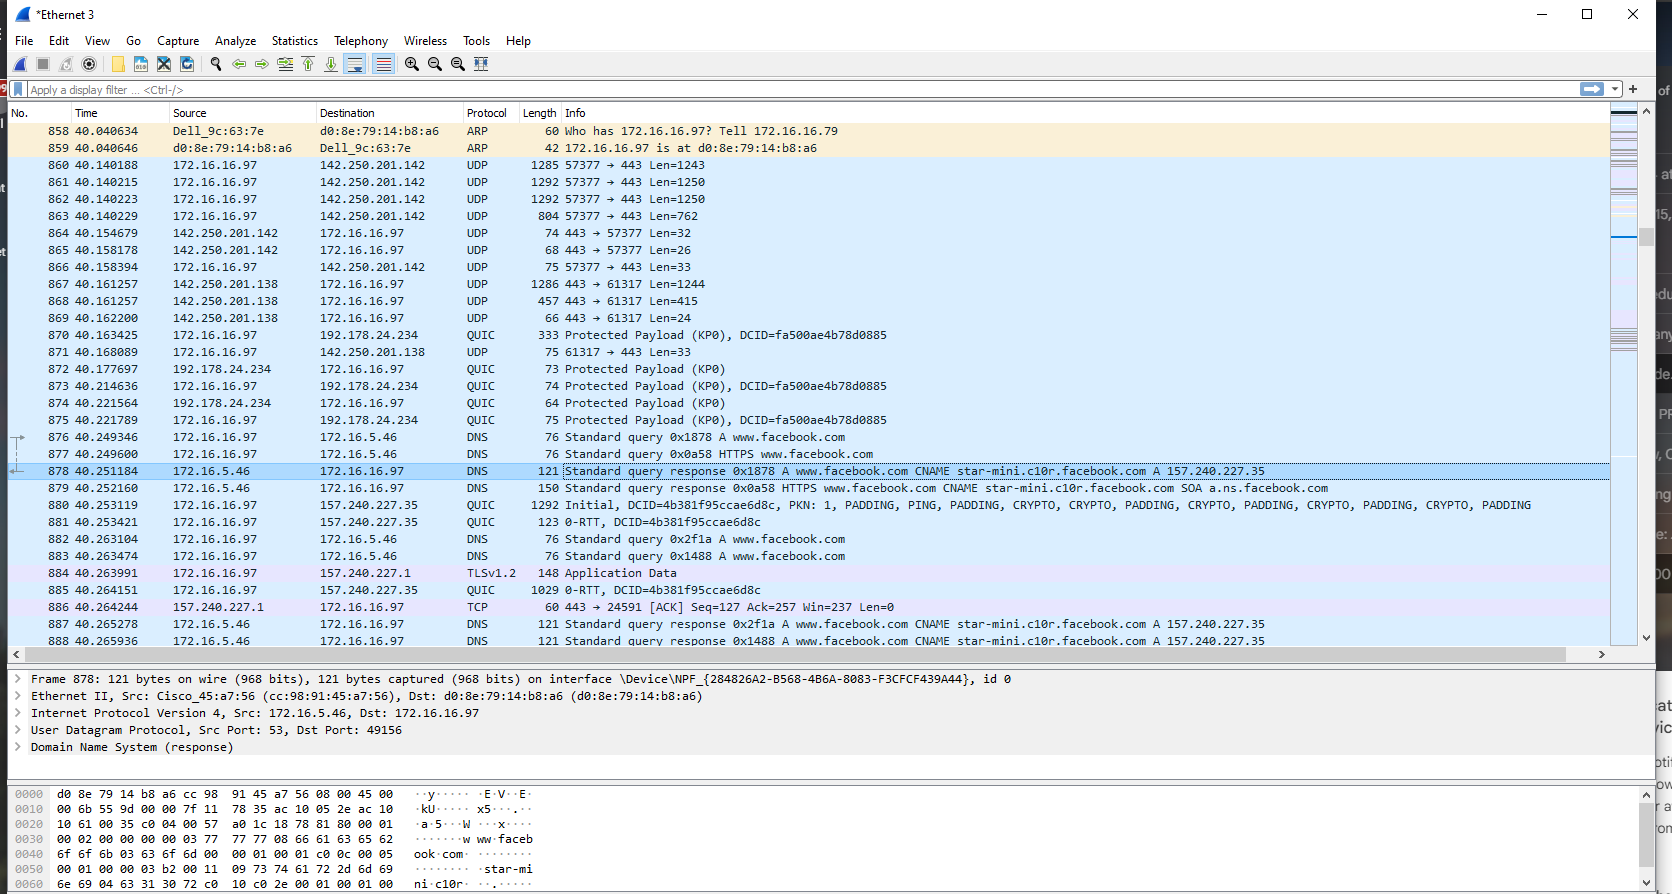 *Ethernet 3
File Edit View Go Capture Analyze Statistics Telephony Wireless Tools Help
Apply a display filter ... <Ctrl-/>
No. Time Source Destination Protocol Length Info
858 40.040634 Dell_9c:63:7e d0:8e:79:14:b8:a6 ARP 60 Who has 172.16.16.97? Tell 172.16.16.79
859 40.040646 d0:8e:79:14:b8:a6 Dell_9c:63:7e ARP 42 172.16.16.97 is at d0:8e:79:14:b8:a6
860 40.140188 172.16.16.97 142.250.201.142 UDP 1285 57377 → 443 Len=1243
861 40.140215 172.16.16.97 142.250.201.142 UDP 1292 57377 → 443 Len=1250
862 40.140223 172.16.16.97 142.250.201.142 UDP 1292 57377 → 443 Len=1250
863 40.140229 172.16.16.97 142.250.201.142 UDP 804 57377 → 443 Len=762
864 40.154679 142.250.201.142 172.16.16.97 UDP 74 443 → 57377 Len=32
865 40.158178 142.250.201.142 172.16.16.97 UDP 68 443 → 57377 Len=26
866 40.158394 172.16.16.97 142.250.201.142 UDP 75 57377 → 443 Len=33
867 40.161257 142.250.201.138 172.16.16.97 UDP 1286 443 → 61317 Len=1244
868 40.161257 142.250.201.138 172.16.16.97 UDP 457 443 → 61317 Len=415
869 40.162200 142.250.201.138 172.16.16.97 UDP 66 443 → 61317 Len=24
870 40.163425 172.16.16.97 192.178.24.234 QUIC 333 Protected Payload (KP0), DCID=fa500ae4b78d0885
871 40.168089 172.16.16.97 142.250.201.138 UDP 75 61317 → 443 Len=33
872 40.177697 192.178.24.234 172.16.16.97 QUIC 73 Protected Payload (KP0)
873 40.214636 172.16.16.97 192.178.24.234 QUIC 74 Protected Payload (KP0), DCID=fa500ae4b78d0885
874 40.221564 192.178.24.234 172.16.16.97 QUIC 64 Protected Payload (KP0)
875 40.221789 172.16.16.97 192.178.24.234 QUIC 75 Protected Payload (KP0), DCID=fa500ae4b78d0885
876 40.249346 172.16.16.97 172.16.5.46 DNS 76 Standard query 0x1878 A www.facebook.com
877 40.249600 172.16.16.97 172.16.5.46 DNS 76 Standard query 0x0a58 HTTPS www.facebook.com
878 40.251184 172.16.5.46 172.16.16.97 DNS 121 Standard query response 0x1878 A www.facebook.com CNAME star-mini.c10r.facebook.com A 157.240.227.35
879 40.252160 172.16.5.46 172.16.16.97 DNS 150 Standard query response 0x0a58 HTTPS www.facebook.com CNAME star-mini.c10r.facebook.com SOA a.ns.facebook.com
880 40.253119 172.16.16.97 157.240.227.35 QUIC 1292 Initial, DCID=4b381f95ccae6d8c, PKN: 1, PADDING, PING, PADDING, CRYPTO, CRYPTO, PADDING, CRYPTO, PADDING, CRYPTO, PADDING, CRYPTO, PADDING
881 40.253421 172.16.16.97 157.240.227.35 QUIC 123 0-RTT, DCID=4b381f95ccae6d8c
882 40.263104 172.16.16.97 172.16.5.46 DNS 76 Standard query 0x2f1a A www.facebook.com
883 40.263474 172.16.16.97 172.16.5.46 DNS 76 Standard query 0x1488 A www.facebook.com
884 40.263991 172.16.16.97 157.240.227.1 TLSv1.2 148 Application Data
885 40.264151 172.16.16.97 157.240.227.35 QUIC 1029 0-RTT, DCID=4b381f95ccae6d8c
886 40.264244 157.240.227.1 172.16.16.97 TCP 60 443 → 24591 [ACK] Seq=127 Ack=257 Win=237 Len=0
887 40.265278 172.16.5.46 172.16.16.97 DNS 121 Standard query response 0x2f1a A www.facebook.com CNAME star-mini.c10r.facebook.com A 157.240.227.35
888 40.265936 172.16.5.46 172.16.16.97 DNS 121 Standard query response 0x1488 A www.facebook.com CNAME star-mini.c10r.facebook.com A 157.240.227.35
Frame 878: 121 bytes on wire (968 bits), 121 bytes captured (968 bits) on interface \Device\NPF_{284826A2-B568-4B6A-8083-F3CFCF439A44}, id 0
Ethernet II, Src: Cisco_45:a7:56 (cc:98:91:45:a7:56), Dst: d0:8e:79:14:b8:a6 (d0:8e:79:14:b8:a6)
Internet Protocol Version 4, Src: 172.16.5.46, Dst: 172.16.16.97
User Datagram Protocol, Src Port: 53, Dst Port: 49156
Domain Name System (response)
0000 d0 8e 79 14 b8 a6 cc 98 91 45 a7 56 08 00 45 00 ··y····· ·E·V··E·
0010 00 6b 55 9d 00 00 7f 11 78 35 ac 10 05 2e ac 10 ·kU····· x5···.··
0020 10 61 00 35 c0 04 00 57 a0 1c 18 78 81 80 00 01 ·a·5···W ···x····
0030 00 02 00 00 00 00 03 77 77 77 08 66 61 63 65 62 ·······w ww·faceb
0040 6f 6f 6b 03 63 6f 6d 00 00 01 00 01 c0 0c 00 05 ook·com· ········
0050 00 01 00 00 03 b2 00 11 09 73 74 61 72 2d 6d 69 ········ ·star-mi
0060 6e 69 04 63 31 30 72 c0 10 c0 2e 00 01 00 01 00 ni·c10r· ··.·····